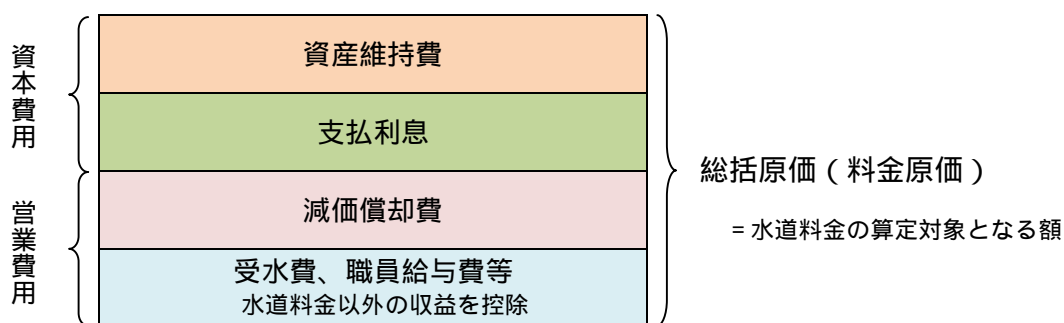 資本費用
営業費用
資産維持費
支払利息
減価償却費
受水費、職員給与費等
水道料金以外の収益を控除
総括原価（料金原価）
=水道料金の算定対象となる額